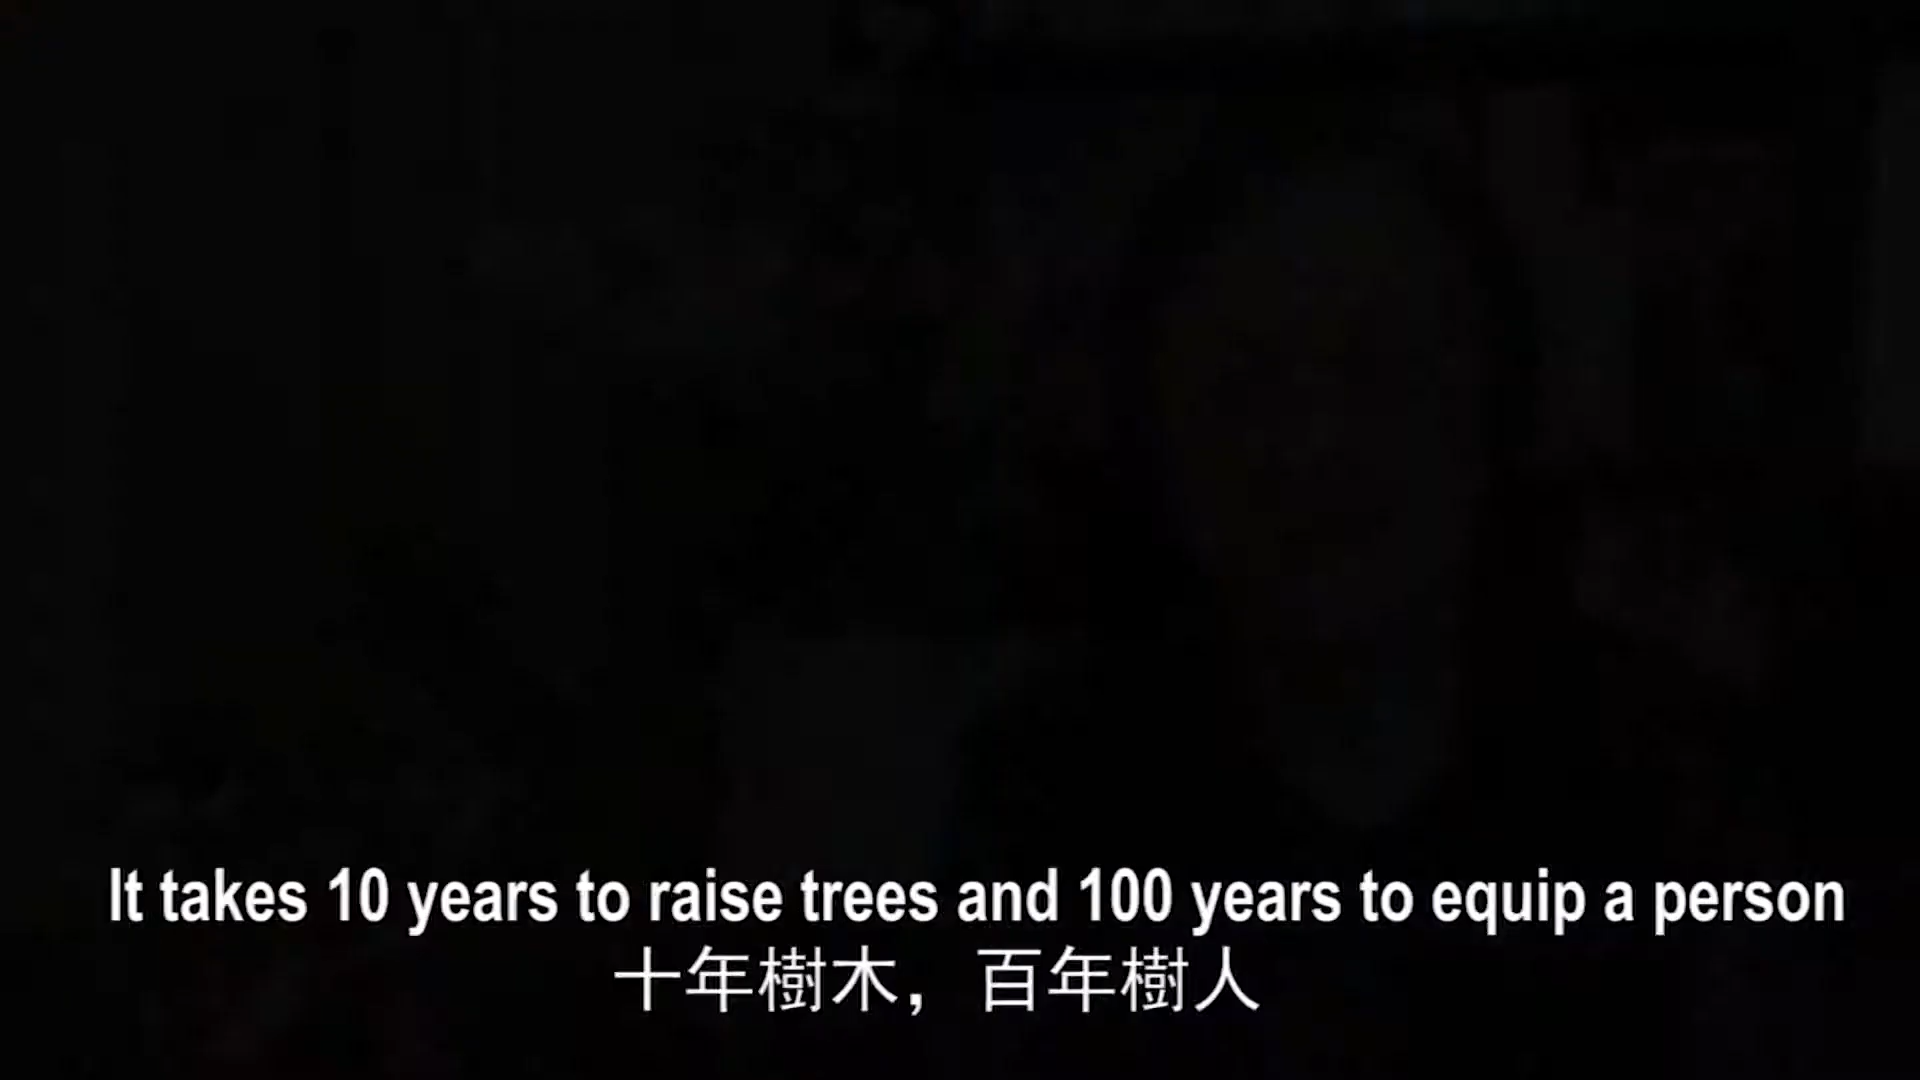 It takes 10 years to raise trees and 100 years to equip a person
十年樹木，百年樹人